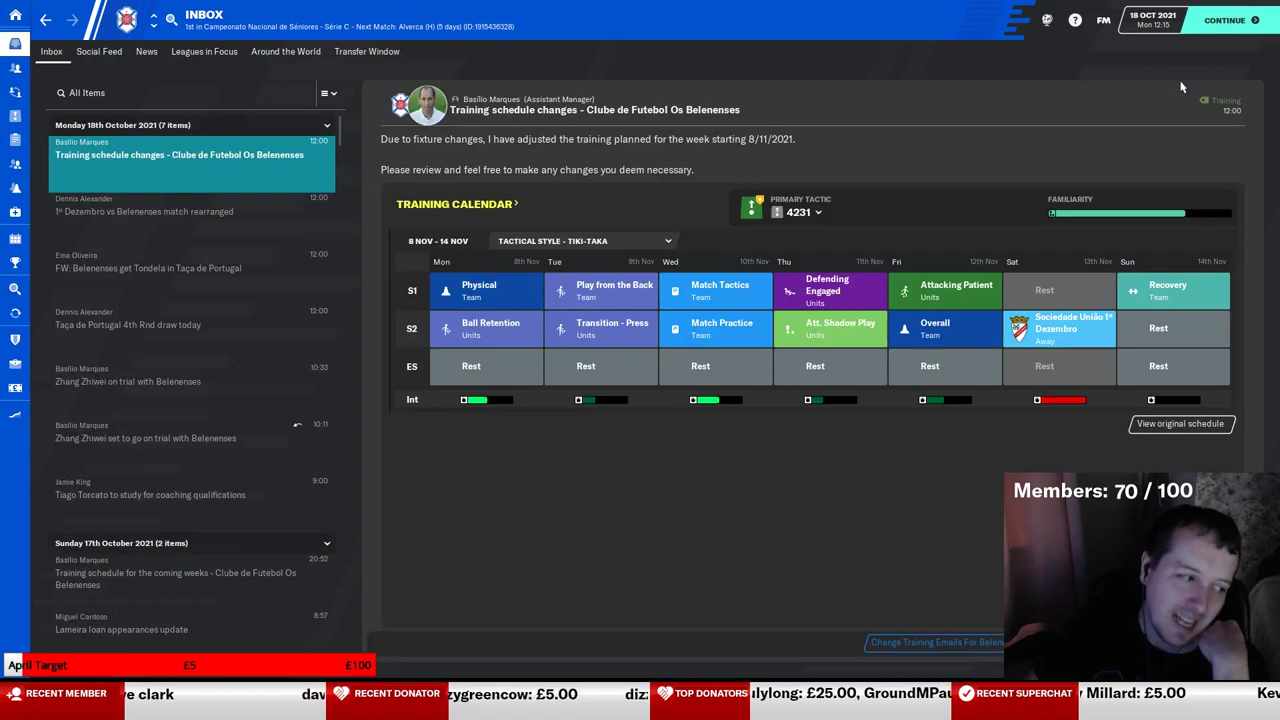 INBOX
1st in Campeonato Nacional de Séniores - Série C - Next Match: Alverca (H) (5 days) (ID:1915436328)
FM
18 OCT 2021
Mon 12:15
CONTINUE
Inbox
Social Feed
News
Leagues in Focus
Around the World
Transfer Window
All Items
Monday 18th October 2021 (7 items)
Basílio Marques
12:00
Training schedule changes - Clube de Futebol Os Belenenses
Dennis Alexander
12:00
1º Dezembro vs Belenenses match rearranged
Ema Oliveira
12:00
FW: Belenenses get Tondela in Taça de Portugal
Dennis Alexander
12:00
Taça de Portugal 4th Rnd draw today
Basílio Marques
10:33
Zhang Zhiwei on trial with Belenenses
Basílio Marques
10:11
Zhang Zhiwei set to go on trial with Belenenses
Jamie King
9:00
Tiago Torcato to study for coaching qualifications
Sunday 17th October 2021 (2 items)
Basílio Marques
20:52
Training schedule for the coming weeks - Clube de Futebol Os
Belenenses
Miguel Cardoso
8:57
Lameira loan appearances update
Basílio Marques (Assistant Manager)
Training schedule changes - Clube de Futebol Os Belenenses
Training
12:00
Due to fixture changes, I have adjusted the training planned for the week starting 8/11/2021.
Please review and feel free to make any changes you deem necessary.
TRAINING CALENDAR
PRIMARY TACTIC
4231
FAMILIARITY
8 NOV - 14 NOV
TACTICAL STYLE - TIKI-TAKA
Mon 8th Nov Tue 9th Nov Wed 10th Nov Thu 11th Nov Fri 12th Nov Sat 13th Nov Sun 14th Nov
S1
Physical
Team
Play from the Back
Team
Match Tactics
Team
Defending
Engaged
Units
Attacking Patient
Units
Rest
Recovery
Team
S2
Ball Retention
Units
Transition - Press
Units
Match Practice
Team
Att. Shadow Play
Units
Overall
Team
Sociedade União 1º
Dezembro
Away
Rest
ES
Rest Rest Rest Rest Rest Rest Rest
Int
View original schedule
Change Training Emails For Belen
Members: 70 / 100
April Target £5 £100
RECENT MEMBER
e clark
dav
RECENT DONATOR
zygreencow: £5.00
diz
TOP DONATORS
lylong: £25.00, GroundMPau
RECENT SUPERCHAT
y Millard: £5.00
Kev